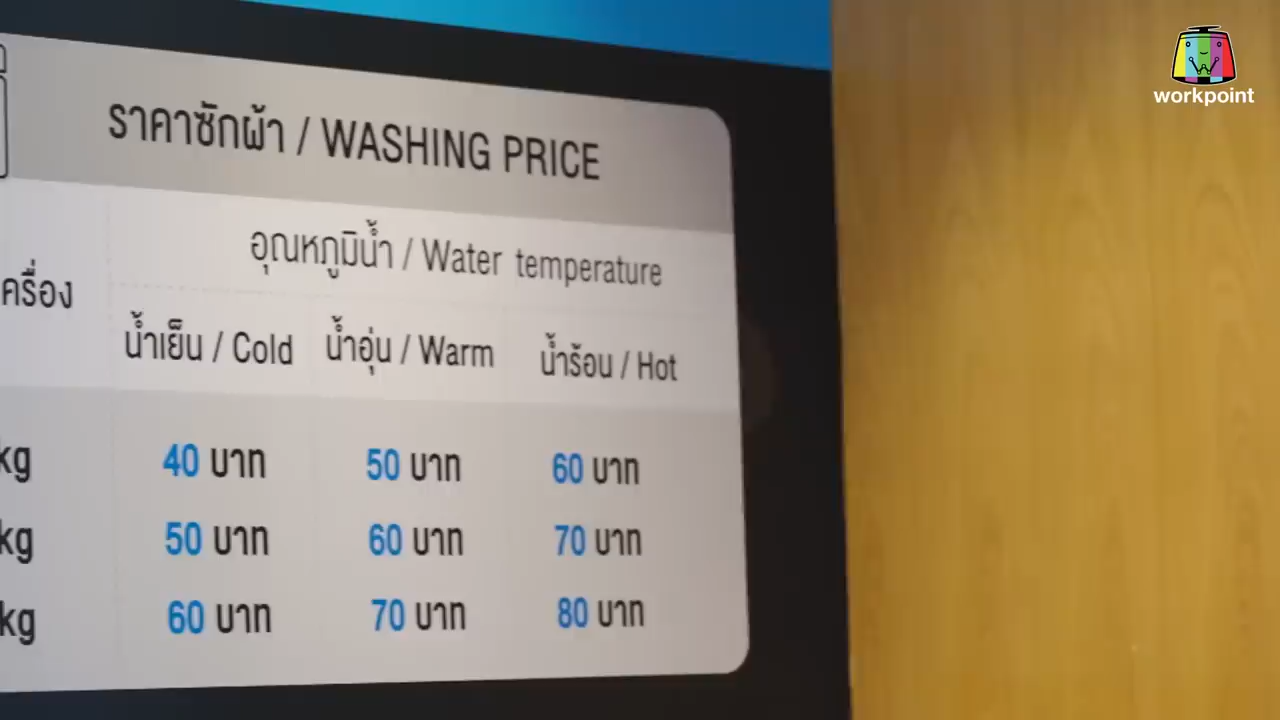 workpoint
ราคาซักผ้า / WASHING PRICE
อุณหภูมิน้ำ / Water temperature
ครื่อง
น้ำเย็น / Cold น้ำอุ่น / Warm น้ำร้อน / Hot
kg 40 บาท 50 บาท 60 บาท
kg 50 บาท 60 บาท 70 บาท
kg 60 บาท 70 บาท 80 บาท